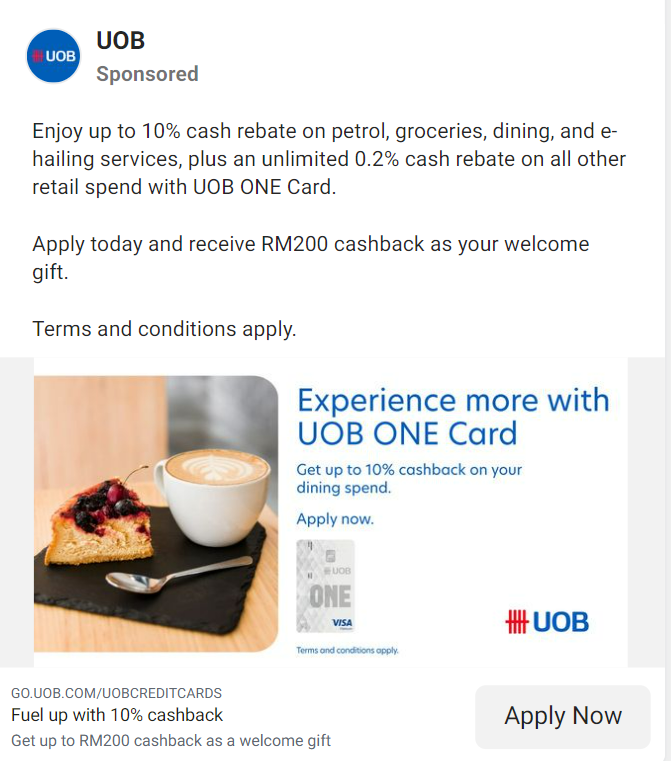 UOB
UOB
Sponsored
Enjoy up to 10% cash rebate on petrol, groceries, dining, and e-
hailing services, plus an unlimited 0.2% cash rebate on all other
retail spend with UOB ONE Card.
Apply today and receive RM200 cashback as your welcome
gift.
Terms and conditions apply.
Experience more with
UOB ONE Card
Get up to 10% cashback on your
dining spend.
Apply now.
UOB
ONE
VISA
UOB
Terms and conditions apply.
GO.UOB.COM/UOBCREDITCARDS
Fuel up with 10% cashback
Get up to RM200 cashback as a welcome gift
Apply Now